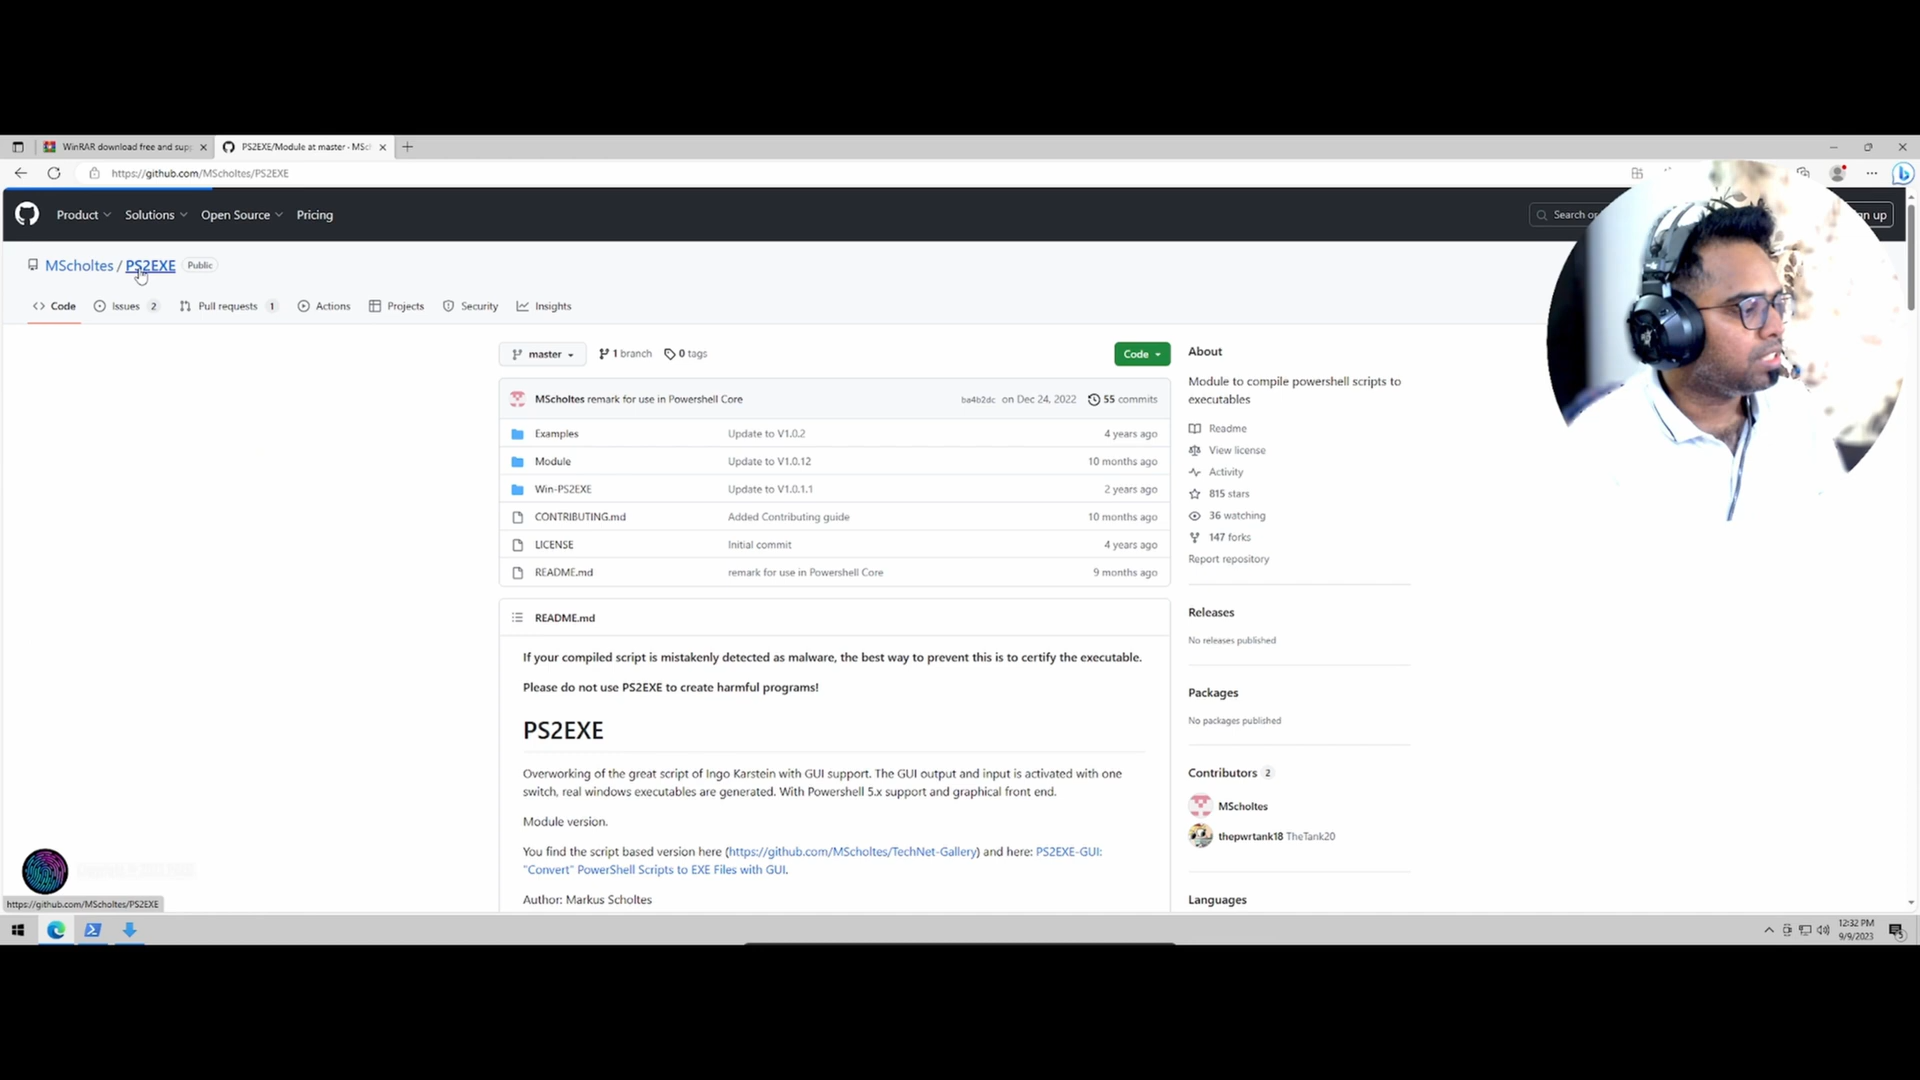 WinRAR download free and sup
PS2EXE/Module at master · MSc
https://github.com/MScholtes/PS2EXE
Product
Solutions
Open Source
Pricing
Search or
gn up
MScholtes / PS2EXE
Public
Code
Issues 2
Pull requests 1
Actions
Projects
Security
Insights
master
1 branch
0 tags
Code
MScholtes remark for use in Powershell Core
ba4b2dc on Dec 24, 2022
55 commits
Examples Update to V1.0.2 4 years ago
Module Update to V1.0.12 10 months ago
Win-PS2EXE Update to V1.0.1.1 2 years ago
CONTRIBUTING.md Added Contributing guide 10 months ago
LICENSE Initial commit 4 years ago
README.md remark for use in Powershell Core 9 months ago
README.md
If your compiled script is mistakenly detected as malware, the best way to prevent this is to certify the executable.
Please do not use PS2EXE to create harmful programs!
PS2EXE
Overworking of the great script of Ingo Karstein with GUI support. The GUI output and input is activated with one
switch, real windows executables are generated. With Powershell 5.x support and graphical front end.
Module version.
You find the script based version here (https://github.com/MScholtes/TechNet-Gallery) and here: PS2EXE-GUI:
"Convert" PowerShell Scripts to EXE Files with GUI.
Author: Markus Scholtes
About
Module to compile powershell scripts to
executables
Readme
View license
Activity
815 stars
36 watching
147 forks
Report repository
Releases
No releases published
Packages
No packages published
Contributors 2
MScholtes
thepwrtank18 TheTank20
Languages
https://github.com/MScholtes/PS2EXE
12:32 PM
9/9/2023
5